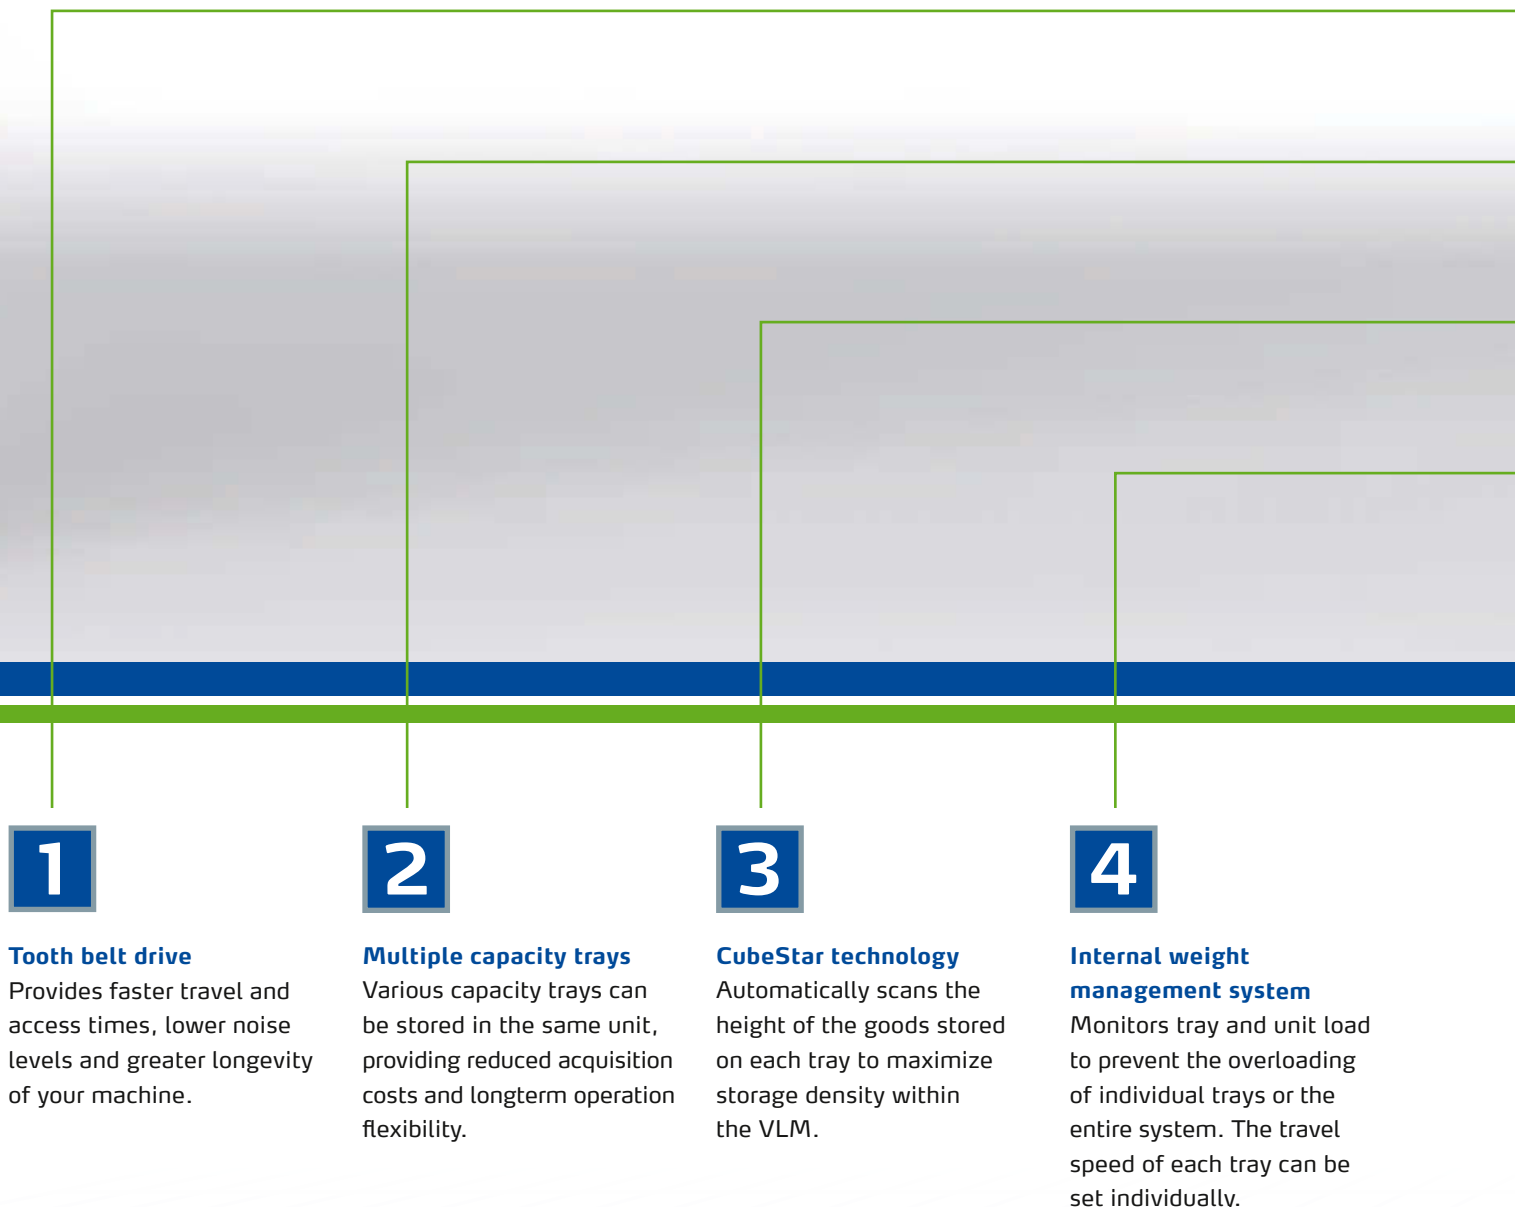 1
Tooth belt drive
Provides faster travel and
access times, lower noise
levels and greater longevity
of your machine.
2
Multiple capacity trays
Various capacity trays can
be stored in the same unit,
providing reduced acquisition
costs and longterm operation
flexibility.
3
CubeStar technology
Automatically scans the
height of the goods stored
on each tray to maximize
storage density within
the VLM.
4
Internal weight
management system
Monitors tray and unit load
to prevent the overloading
of individual trays or the
entire system. The travel
speed of each tray can be
set individually.